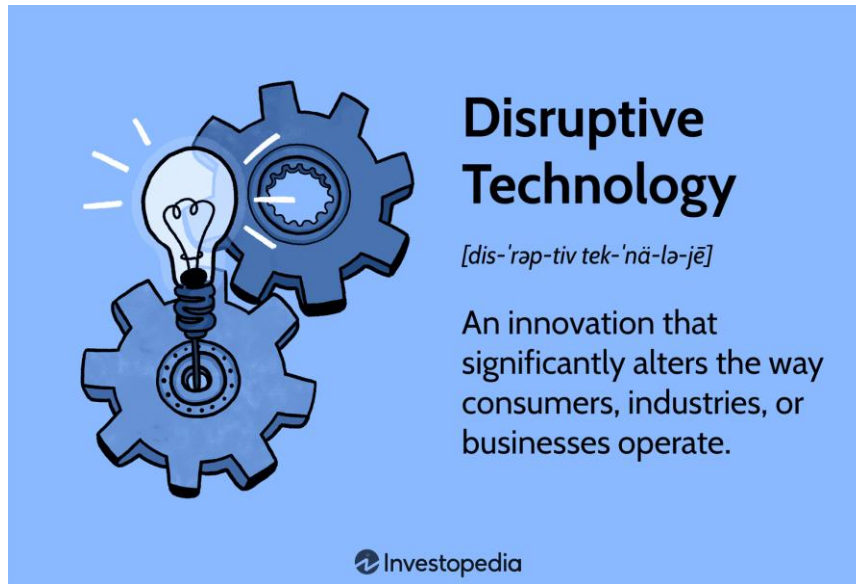 Disruptive
Technology
[dis-ˈrəp-tiv tek-ˈnä-lə-jē]
An innovation that
significantly alters the way
consumers, industries, or
businesses operate.
Investopedia